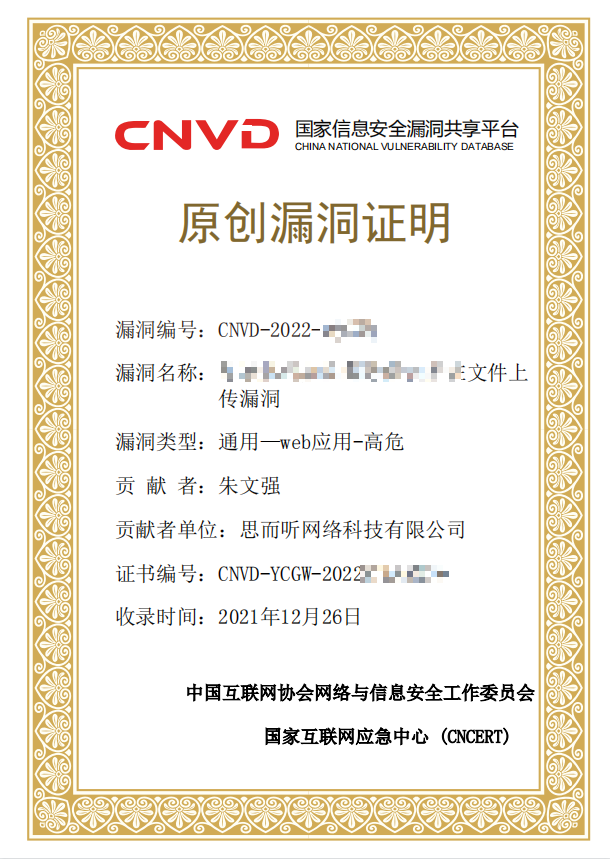 CNVD 国家信息安全漏洞共享平台
CHINA NATIONAL VULNERABILITY DATABASE
原创漏洞证明
漏洞编号：CNVD-2022-
漏洞名称：文件上
传漏洞
漏洞类型：通用—web应用-高危
贡 献 者：朱文强
贡献者单位：思而听网络科技有限公司
证书编号：CNVD-YCGW-2022
收录时间：2021年12月26日
中国互联网协会网络与信息安全工作委员会
国家互联网应急中心 (CNCERT)